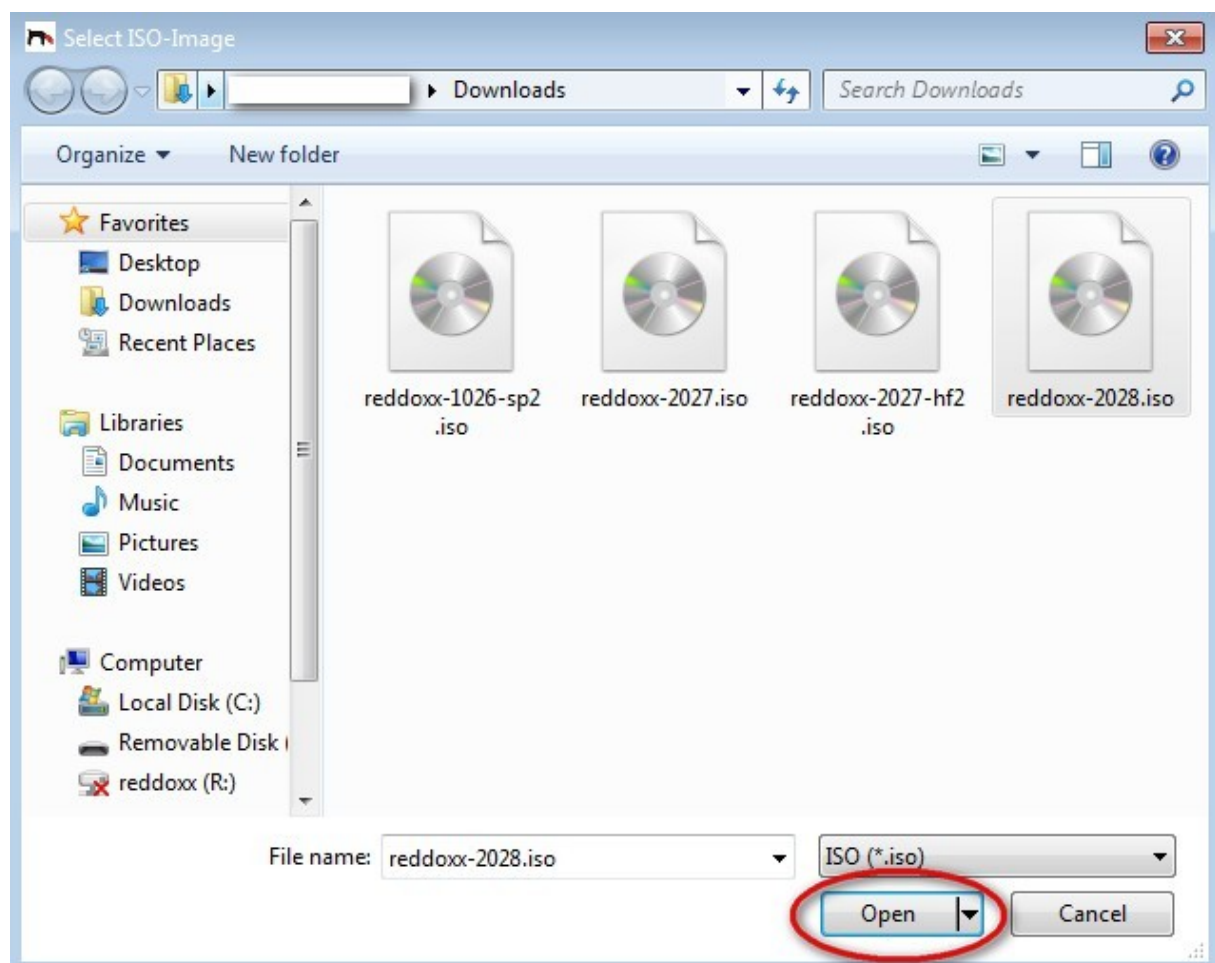 Select ISO-Image
Downloads
Search Downloads
Organize
New folder
Favorites
Desktop
Downloads
Recent Places
Libraries
Documents
Music
Pictures
Videos
Computer
Local Disk (C:)
Removable Disk (
reddoxx (R:)
reddoxx-1026-sp2
.iso
reddoxx-2027.iso
reddoxx-2027-hf2
.iso
reddoxx-2028.iso
File name: reddoxx-2028.iso
ISO (*.iso)
Open
Cancel